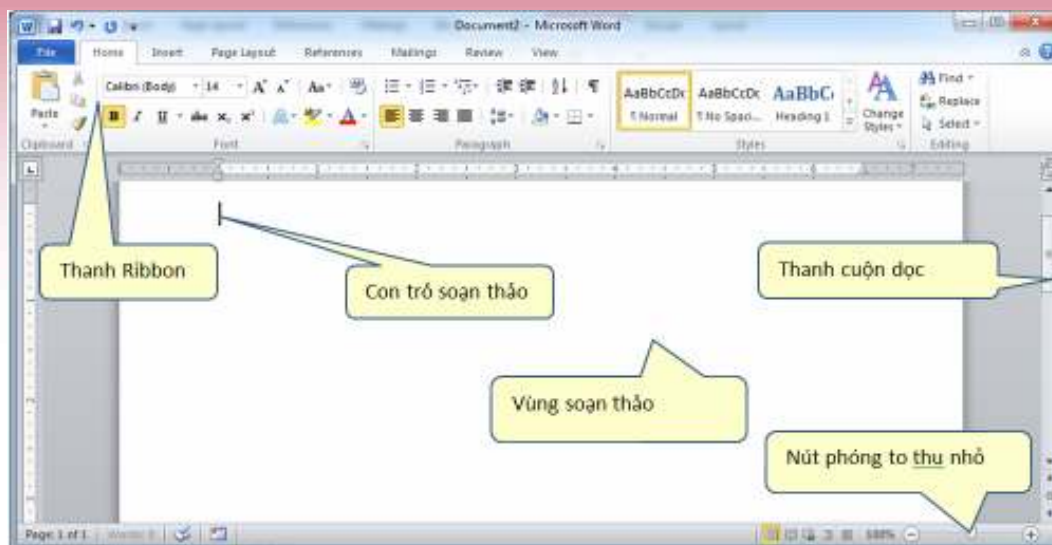 Document2 - Microsoft Word
File Home Insert Page Layout References Mailings Review View
Paste
Calibri (Body) 14
AaBbCcDc AaBbCcDc AaBbC
¶ Normal ¶ No Spaci... Heading 1
Change Styles
Find
Replace
Select
Clipboard Font Paragraph Styles Editing
Thanh Ribbon
Con trỏ soạn thảo
Thanh cuộn dọc
Vùng soạn thảo
Nút phóng to thu nhỏ
Page: 1 of 1
100%